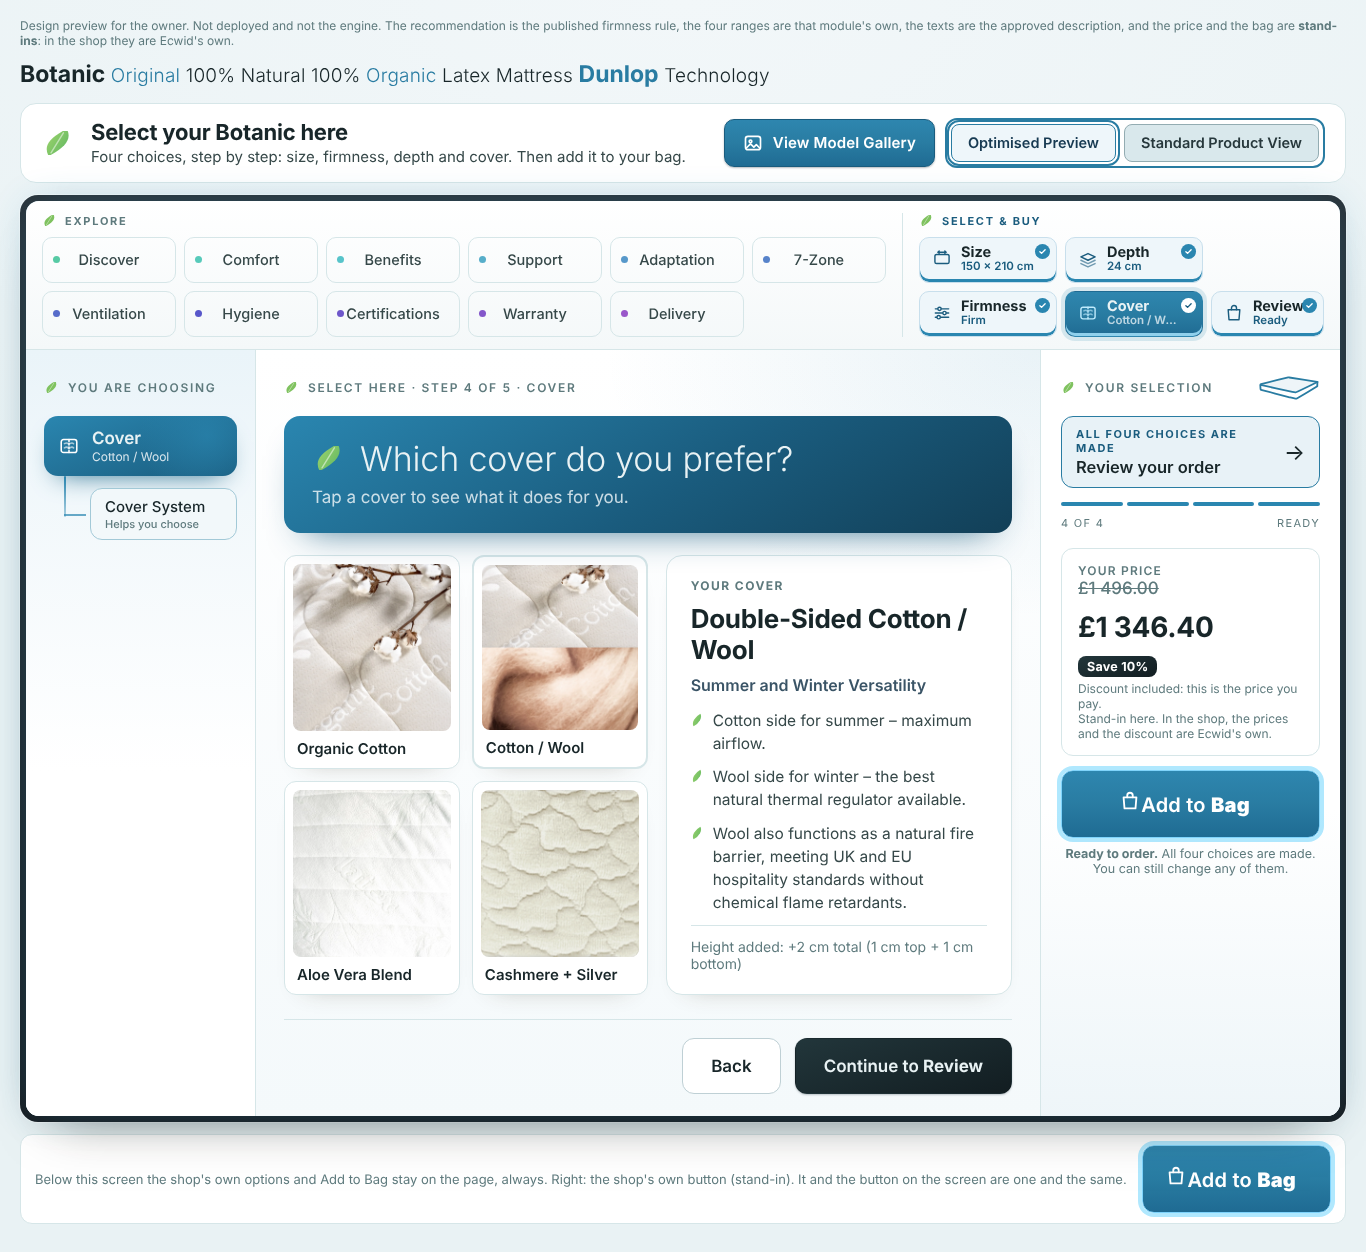 Design preview for the owner. Not deployed and not the engine. The recommendation is the published firmness rule, the four ranges are that module's own, the texts are the approved description, and the price and the bag are stand-
ins: in the shop they are Ecwid's own.
Botanic Original 100% Natural 100% Organic Latex Mattress Dunlop Technology
Select your Botanic here
Four choices, step by step: size, firmness, depth and cover. Then add it to your bag.
View Model Gallery
Optimised Preview
Standard Product View
EXPLORE
Discover
Comfort
Benefits
Support
Adaptation
7-Zone
Ventilation
Hygiene
Certifications
Warranty
Delivery
SELECT & BUY
Size
150 × 210 cm
Depth
24 cm
Firmness
Firm
Cover
Cotton / W...
Review
Ready
YOU ARE CHOOSING
Cover
Cotton / Wool
Cover System
Helps you choose
SELECT HERE · STEP 4 OF 5 · COVER
Which cover do you prefer?
Tap a cover to see what it does for you.
Organic Cotton
Cotton / Wool
Aloe Vera Blend
Cashmere + Silver
YOUR COVER
Double-Sided Cotton /
Wool
Summer and Winter Versatility
Cotton side for summer – maximum
airflow.
Wool side for winter – the best
natural thermal regulator available.
Wool also functions as a natural fire
barrier, meeting UK and EU
hospitality standards without
chemical flame retardants.
Height added: +2 cm total (1 cm top + 1 cm
bottom)
Back
Continue to Review
YOUR SELECTION
ALL FOUR CHOICES ARE
MADE
Review your order
4 OF 4
READY
YOUR PRICE
£1 496.00
£1 346.40
Save 10%
Discount included: this is the price you
pay.
Stand-in here. In the shop, the prices
and the discount are Ecwid's own.
Add to Bag
Ready to order. All four choices are made.
You can still change any of them.
Below this screen the shop's own options and Add to Bag stay on the page, always. Right: the shop's own button (stand-in). It and the button on the screen are one and the same.
Add to Bag